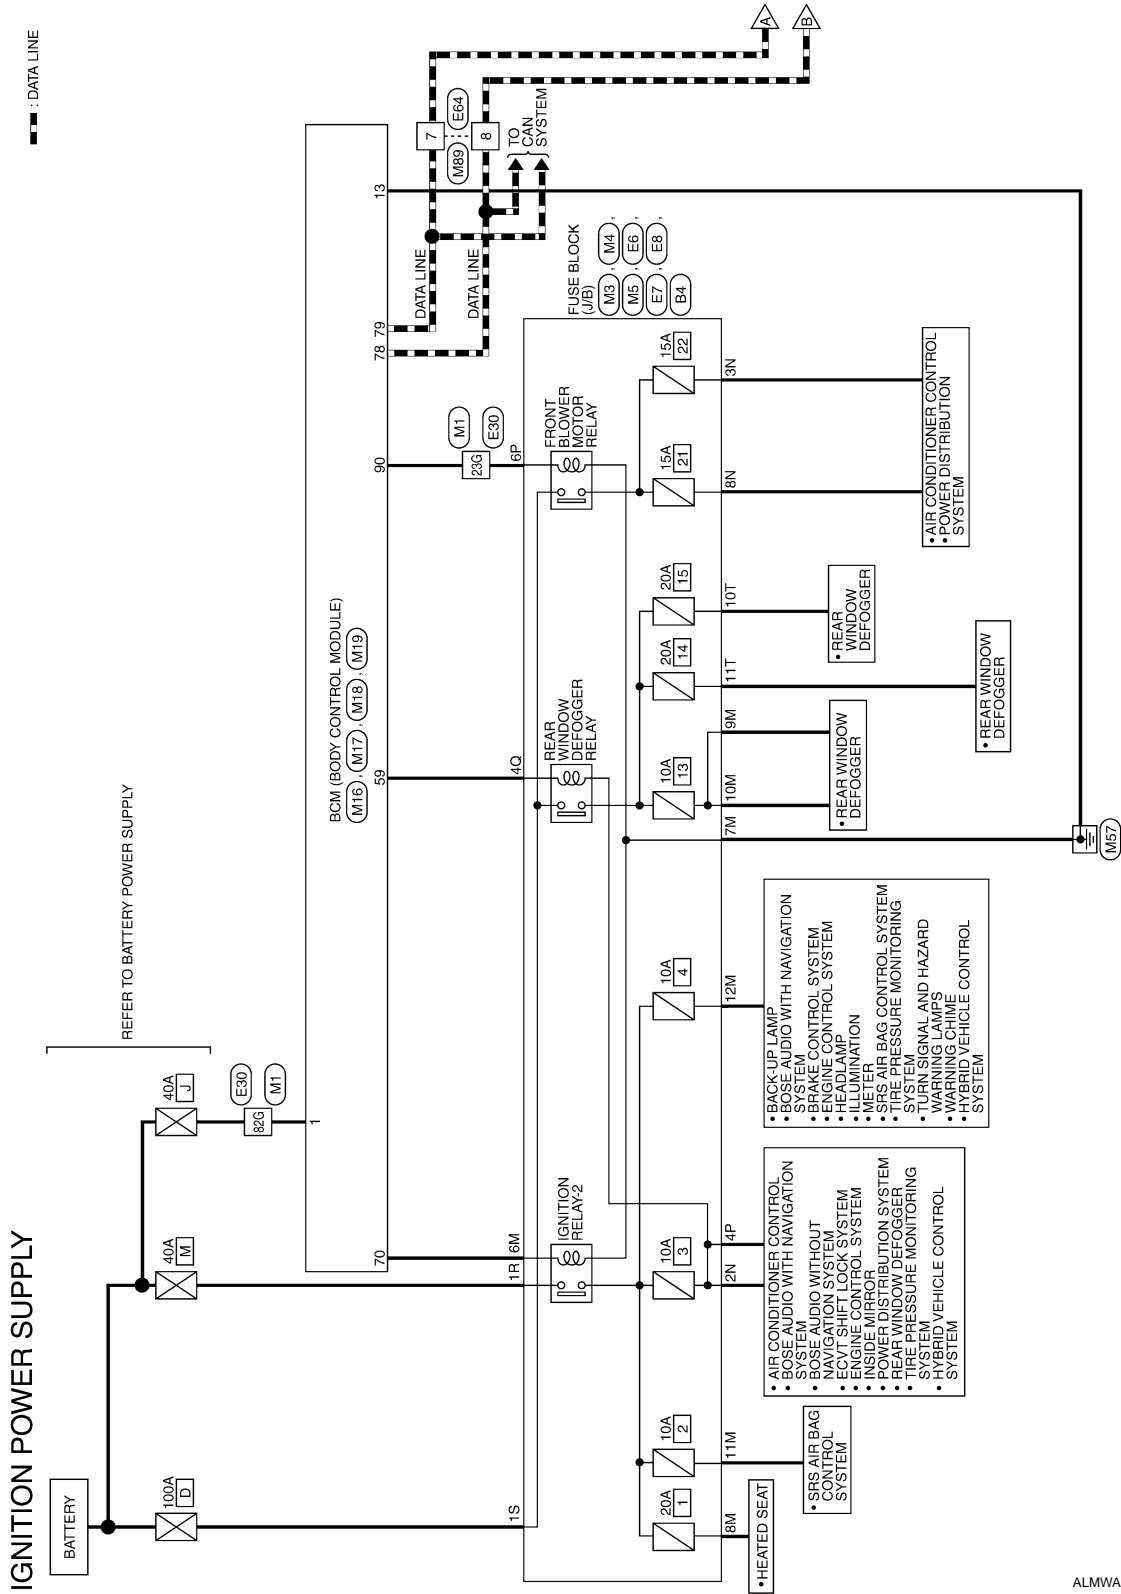 IGNITION POWER SUPPLY
: DATA LINE
BATTERY
100A
D
40A
M
40A
J
REFER TO BATTERY POWER SUPPLY
E30
82G
M1
1
BCM (BODY CONTROL MODULE)
M16 , M17 , M18 , M19
70
59
90
78
79
13
DATA LINE
DATA LINE
7
8
M89
E64
TO
CAN
SYSTEM
A
B
M1
23G
E30
1S
1R
6M
4Q
6P
FUSE BLOCK
(J/B)
M3 , M4 ,
M5 , E6 ,
E7 , E8 ,
B4
IGNITION
RELAY-2
REAR
WINDOW
DEFOGGER
RELAY
FRONT
BLOWER
MOTOR
RELAY
20A
1
10A
2
10A
3
10A
4
10A
13
20A
14
20A
15
15A
21
15A
22
8M
11M
2N
4P
12M
7M
10M
9M
11T
10T
8N
3N
• HEATED SEAT
• SRS AIR BAG
CONTROL
SYSTEM
• AIR CONDITIONER CONTROL
• BOSE AUDIO WITH NAVIGATION
SYSTEM
• BOSE AUDIO WITHOUT
NAVIGATION SYSTEM
• ECVT SHIFT LOCK SYSTEM
• ENGINE CONTROL SYSTEM
• INSIDE MIRROR
• POWER DISTRIBUTION SYSTEM
• REAR WINDOW DEFOGGER
• TIRE PRESSURE MONITORING
SYSTEM
• HYBRID VEHICLE CONTROL
SYSTEM
• BACK-UP LAMP
• BOSE AUDIO WITH NAVIGATION
SYSTEM
• BRAKE CONTROL SYSTEM
• ENGINE CONTROL SYSTEM
• HEADLAMP
• ILLUMINATION
• METER
• SRS AIR BAG CONTROL SYSTEM
• TIRE PRESSURE MONITORING
SYSTEM
• TURN SIGNAL AND HAZARD
WARNING LAMPS
• WARNING CHIME
• HYBRID VEHICLE CONTROL
SYSTEM
• REAR WINDOW
DEFOGGER
• REAR WINDOW
DEFOGGER
• REAR
WINDOW
DEFOGGER
• AIR CONDITIONER CONTROL
• POWER DISTRIBUTION
SYSTEM
M57
ALMWA